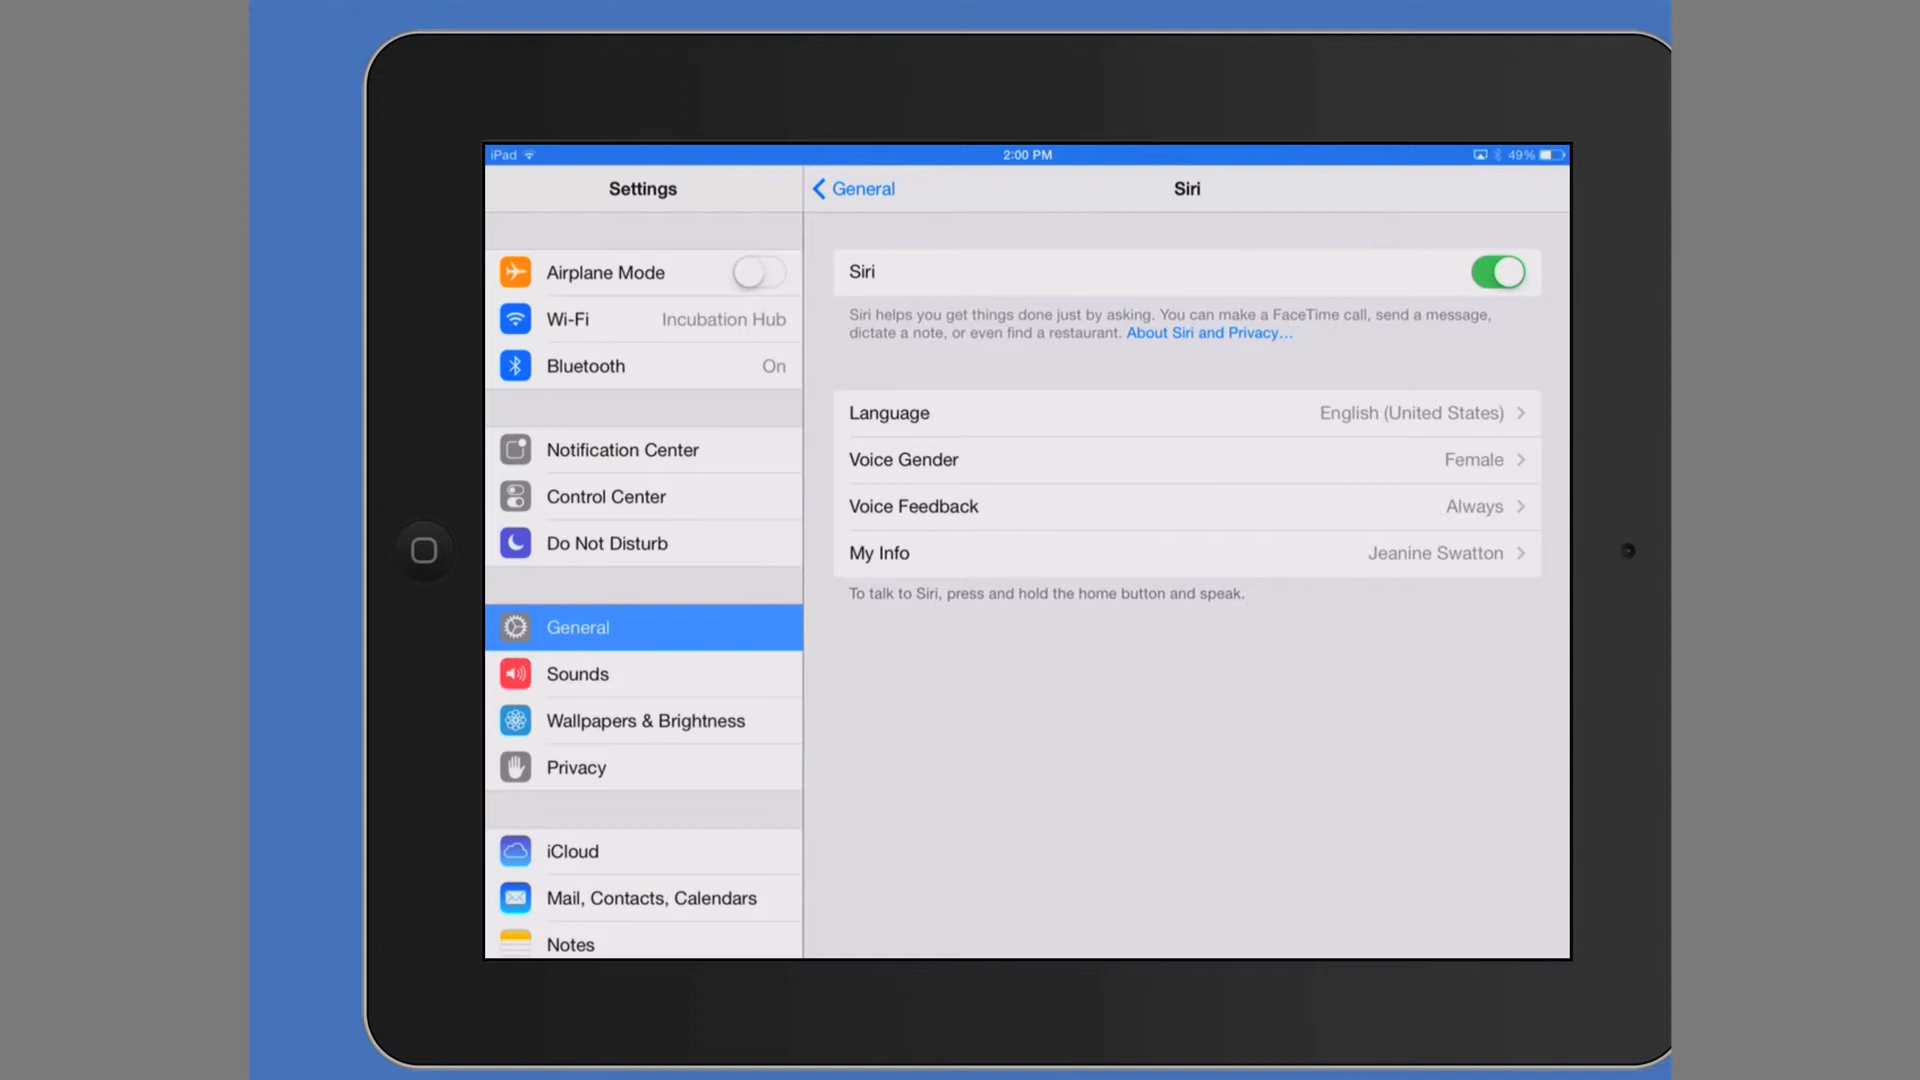 iPad
2:00 PM
49%
Settings
General
Siri
Airplane Mode
Wi-Fi
Incubation Hub
Bluetooth
On
Notification Center
Control Center
Do Not Disturb
General
Sounds
Wallpapers & Brightness
Privacy
iCloud
Mail, Contacts, Calendars
Notes
Siri
Siri helps you get things done just by asking. You can make a FaceTime call, send a message,
dictate a note, or even find a restaurant. About Siri and Privacy...
Language
English (United States)
Voice Gender
Female
Voice Feedback
Always
My Info
Jeanine Swatton
To talk to Siri, press and hold the home button and speak.